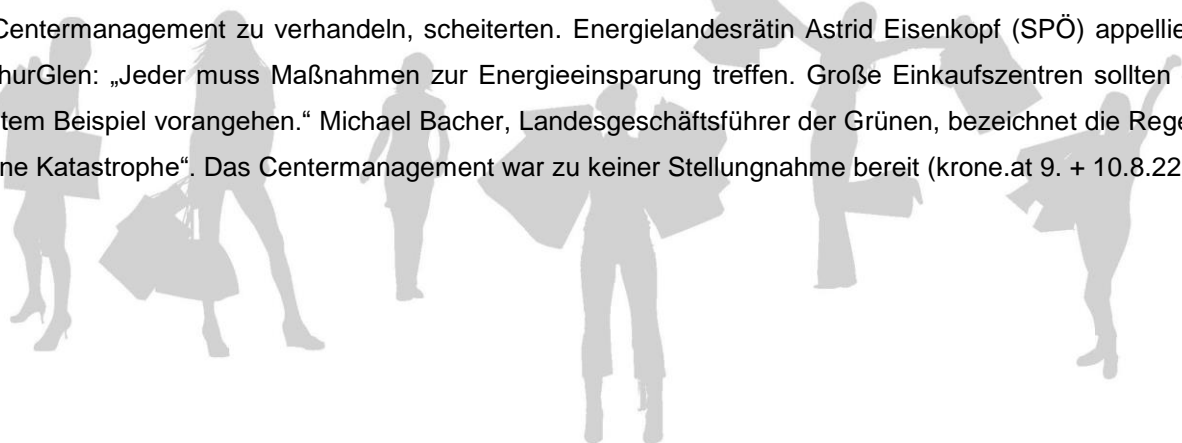 Centermanagement zu verhandeln, scheiterten. Energielandesrätin Astrid Eisenkopf (SPÖ) appellie
hurGlen: „Jeder muss Maßnahmen zur Energieeinsparung treffen. Große Einkaufszentren sollten
tem Beispiel vorangehen.“ Michael Bacher, Landesgeschäftsführer der Grünen, bezeichnet die Rege
ne Katastrophe“. Das Centermanagement war zu keiner Stellungnahme bereit (krone.at 9. + 10.8.22